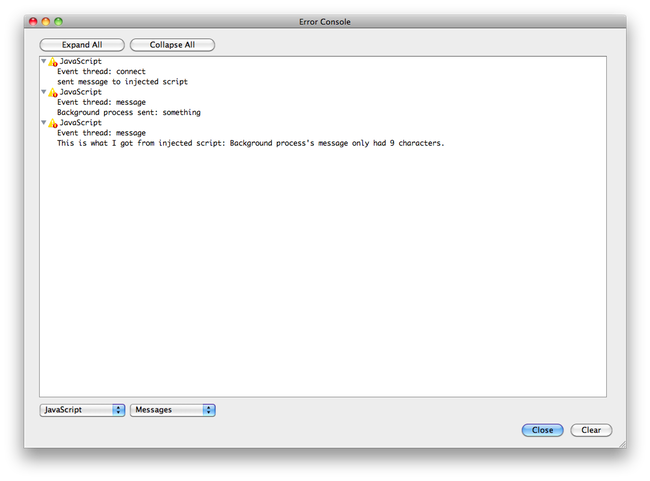 Error Console
Expand All
Collapse All
JavaScript
Event thread: connect
sent message to injected script
JavaScript
Event thread: message
Background process sent: something
JavaScript
Event thread: message
This is what I got from injected script: Background process's message only had 9 characters.
JavaScript
Messages
Close
Clear